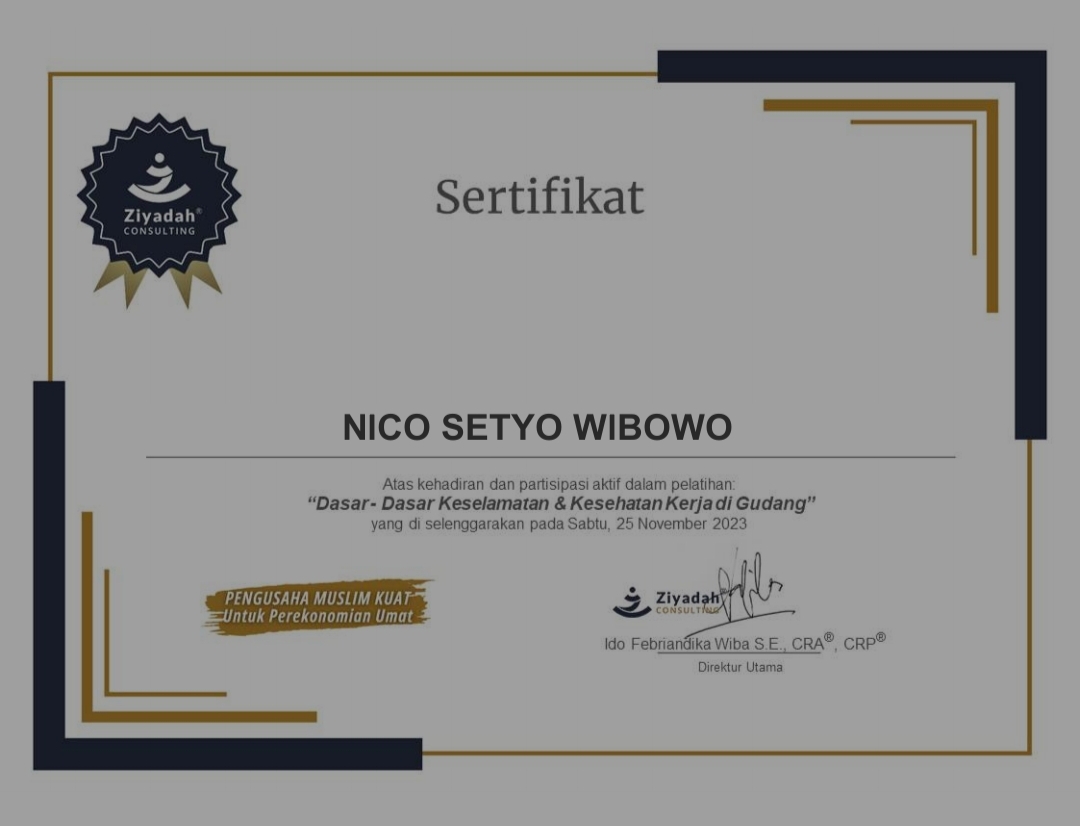 Ziyadah®
CONSULTING
Sertifikat
NICO SETYO WIBOWO
Atas kehadiran dan partisipasi aktif dalam pelatihan:
“Dasar- Dasar Keselamatan & Kesehatan Kerja di Gudang”
yang di selenggarakan pada Sabtu, 25 November 2023
PENGUSAHA MUSLIM KUAT
Untuk Perekonomian Umat
Ziyadah
CONSULTING
Ido Febriandika Wiba S.E., CRA®, CRP®
Direktur Utama